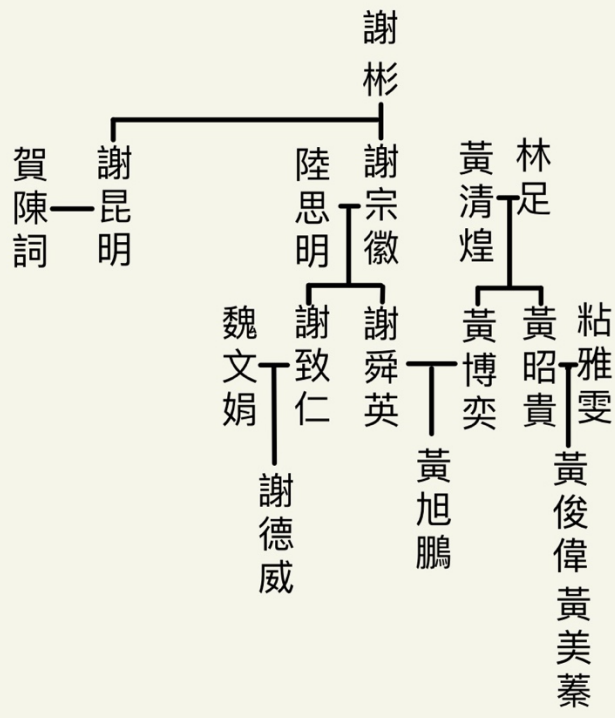 謝彬
賀陳詞
謝昆明
陸思明
謝宗徽
黃清煌
林足
魏文娟
謝致仁
謝舜英
黃博奕
黃昭貴
粘雅雯
謝德威
黃旭鵬
黃俊偉
黃美蓁